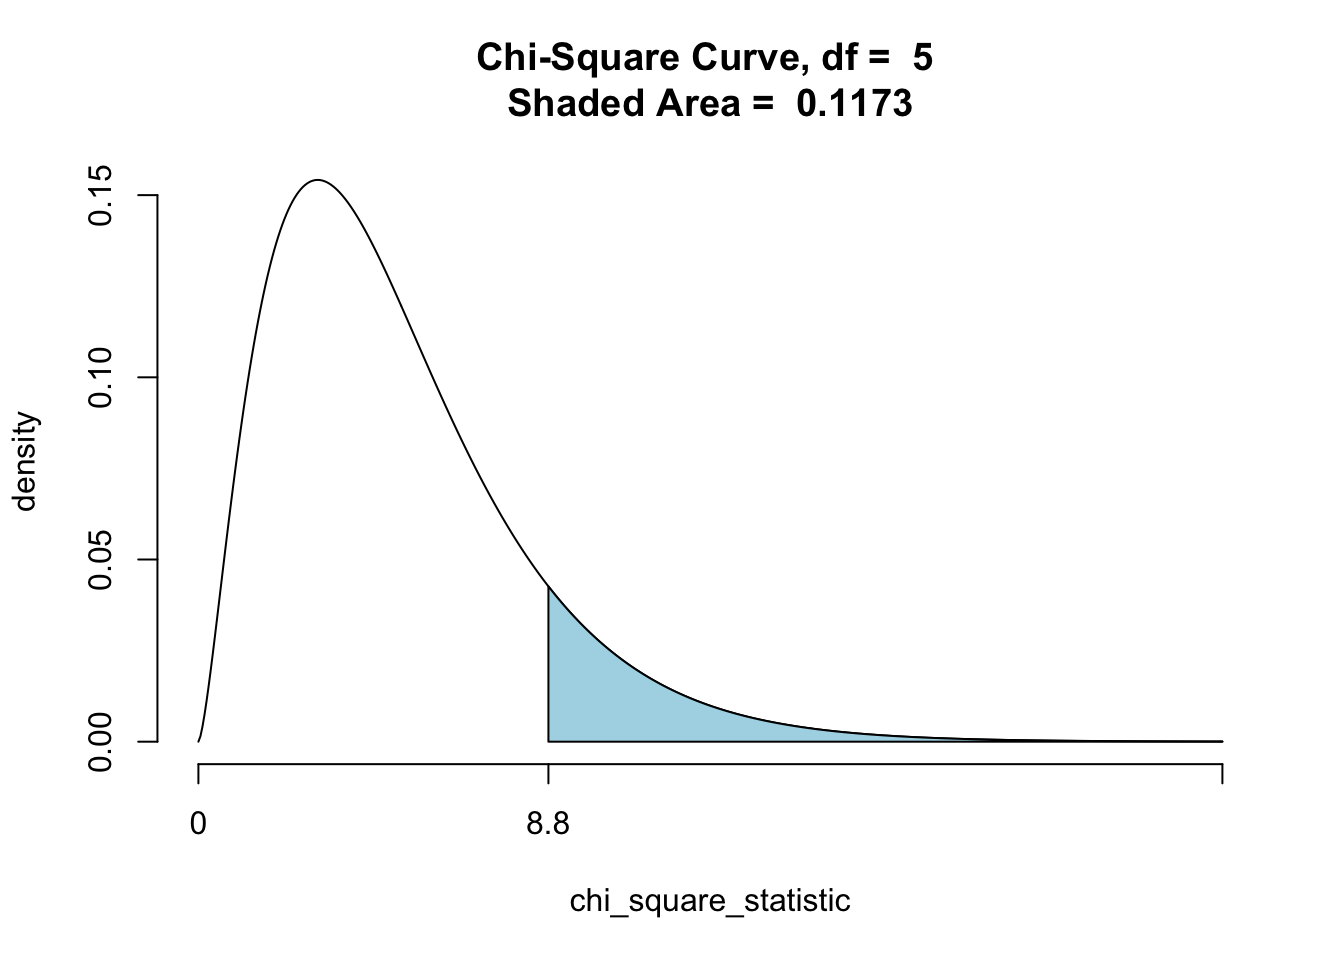 Chi-Square Curve, df =  5
Shaded Area =  0.1173
0.15
0.10
0.05
0.00
density
0
8.8
chi_square_statistic